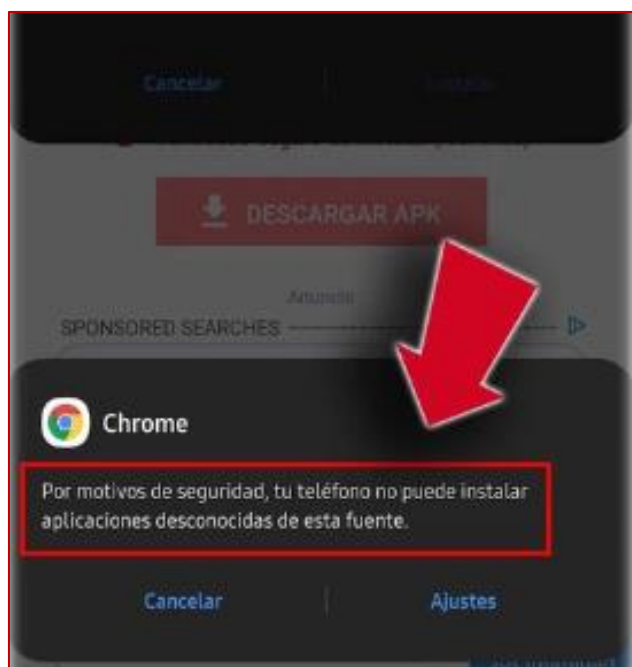 Cancelar
DESCARGAR APK
Anuncio
SPONSORED SEARCHES
Chrome
Por motivos de seguridad, tu teléfono no puede instalar
aplicaciones desconocidas de esta fuente.
Cancelar
Ajustes